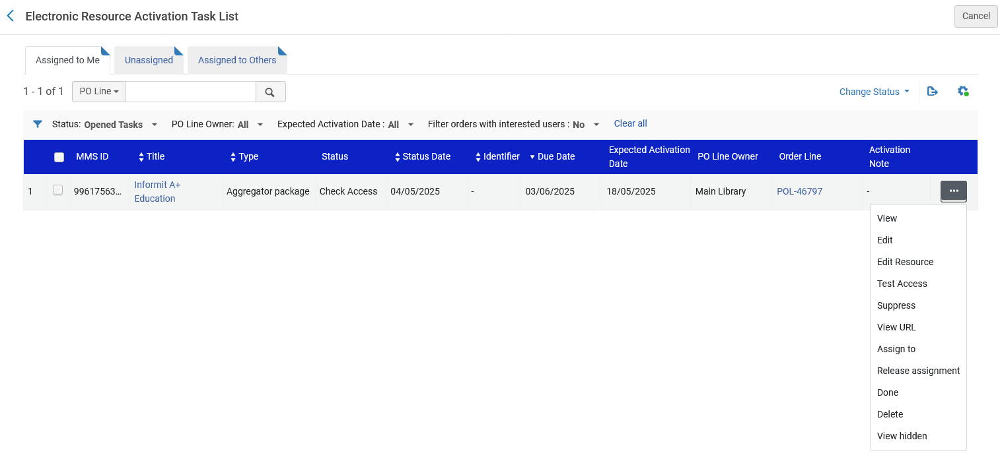 Electronic Resource Activation Task List
Cancel
Assigned to Me
Unassigned
Assigned to Others
1 - 1 of 1
PO Line
Change Status
Status: Opened Tasks
PO Line Owner: All
Expected Activation Date : All
Filter orders with interested users : No
Clear all
MMS ID
Title
Type
Status
Status Date
Identifier
Due Date
Expected Activation
Date
PO Line Owner
Order Line
Activation
Note
1
99617563...
Informit A+
Education
Aggregator package
Check Access
04/05/2025
-
03/06/2025
18/05/2025
Main Library
POL-46797
-
View
Edit
Edit Resource
Test Access
Suppress
View URL
Assign to
Release assignment
Done
Delete
View hidden